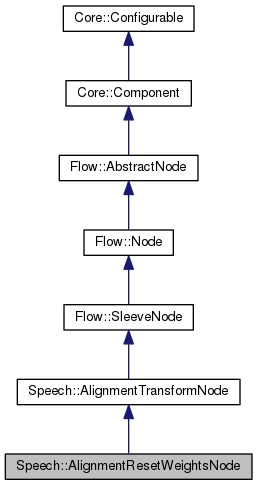 Core::Configurable
Core::Component
Flow::AbstractNode
Flow::Node
Flow::SleeveNode
Speech::AlignmentTransformNode
Speech::AlignmentResetWeightsNode